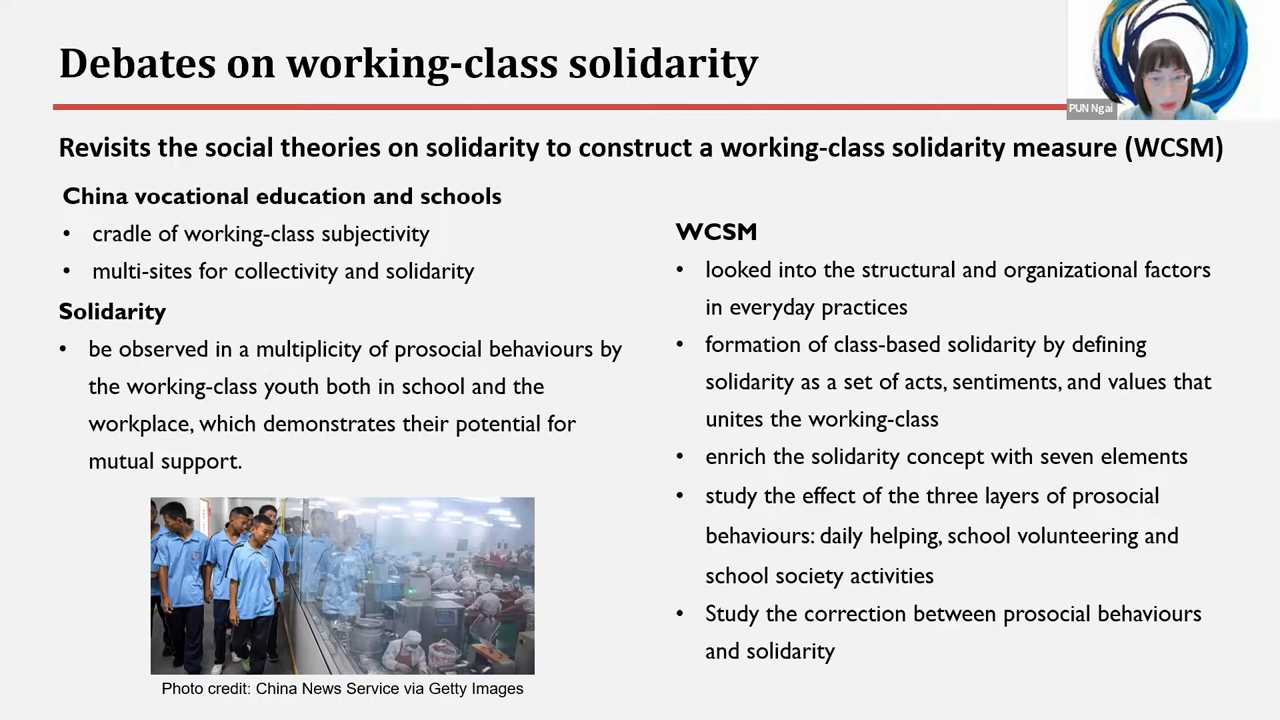 Debates on working-class solidarity
PUN Ngai
Revisits the social theories on solidarity to construct a working-class solidarity measure (WCSM)
China vocational education and schools
• cradle of working-class subjectivity
• multi-sites for collectivity and solidarity
Solidarity
• be observed in a multiplicity of prosocial behaviours by
the working-class youth both in school and the
workplace, which demonstrates their potential for
mutual support.
Photo credit: China News Service via Getty Images
WCSM
• looked into the structural and organizational factors
in everyday practices
• formation of class-based solidarity by defining
solidarity as a set of acts, sentiments, and values that
unites the working-class
• enrich the solidarity concept with seven elements
• study the effect of the three layers of prosocial
behaviours: daily helping, school volunteering and
school society activities
• Study the correction between prosocial behaviours
and solidarity